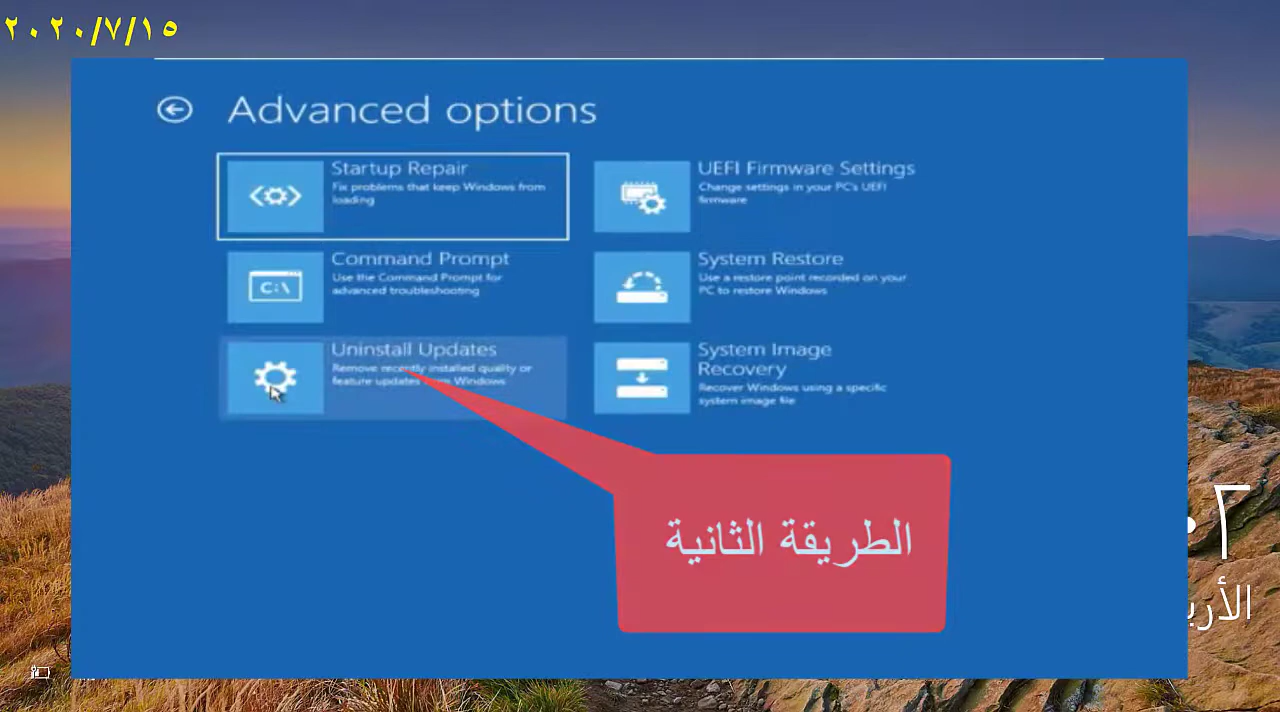 ٢٠٢٠/٧/١٥
Advanced options
Startup Repair
Fix problems that keep Windows from
loading
UEFI Firmware Settings
Change settings in your PC's UEFI
firmware
Command Prompt
Use the Command Prompt for
advanced troubleshooting
C:\
System Restore
Use a restore point recorded on your
PC to restore Windows
Uninstall Updates
Remove recently installed quality or
feature updates from Windows
System Image
Recovery
Recover Windows using a specific
system image file
الطريقة الثانية